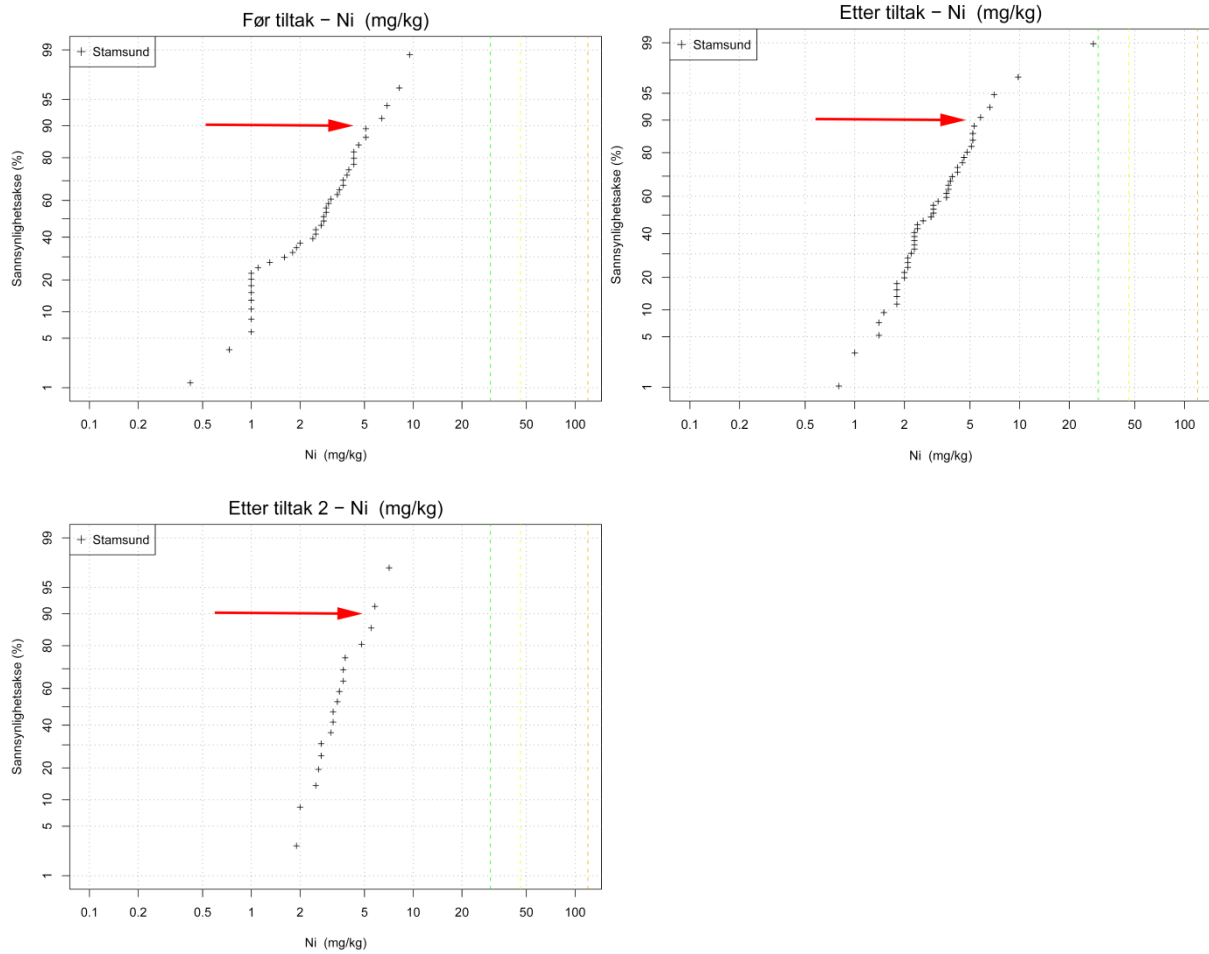 Før tiltak − Ni (mg/kg)
+ Stamsund
Sannsynlighetsakse (%)
99
95
90
80
60
40
20
10
5
1
0.1 0.2 0.5 1 2 5 10 20 50 100
Ni (mg/kg)
Etter tiltak − Ni (mg/kg)
+ Stamsund
Sannsynlighetsakse (%)
99
95
90
80
60
40
20
10
5
1
0.1 0.2 0.5 1 2 5 10 20 50 100
Ni (mg/kg)
Etter tiltak 2 − Ni (mg/kg)
+ Stamsund
Sannsynlighetsakse (%)
99
95
90
80
60
40
20
10
5
1
0.1 0.2 0.5 1 2 5 10 20 50 100
Ni (mg/kg)